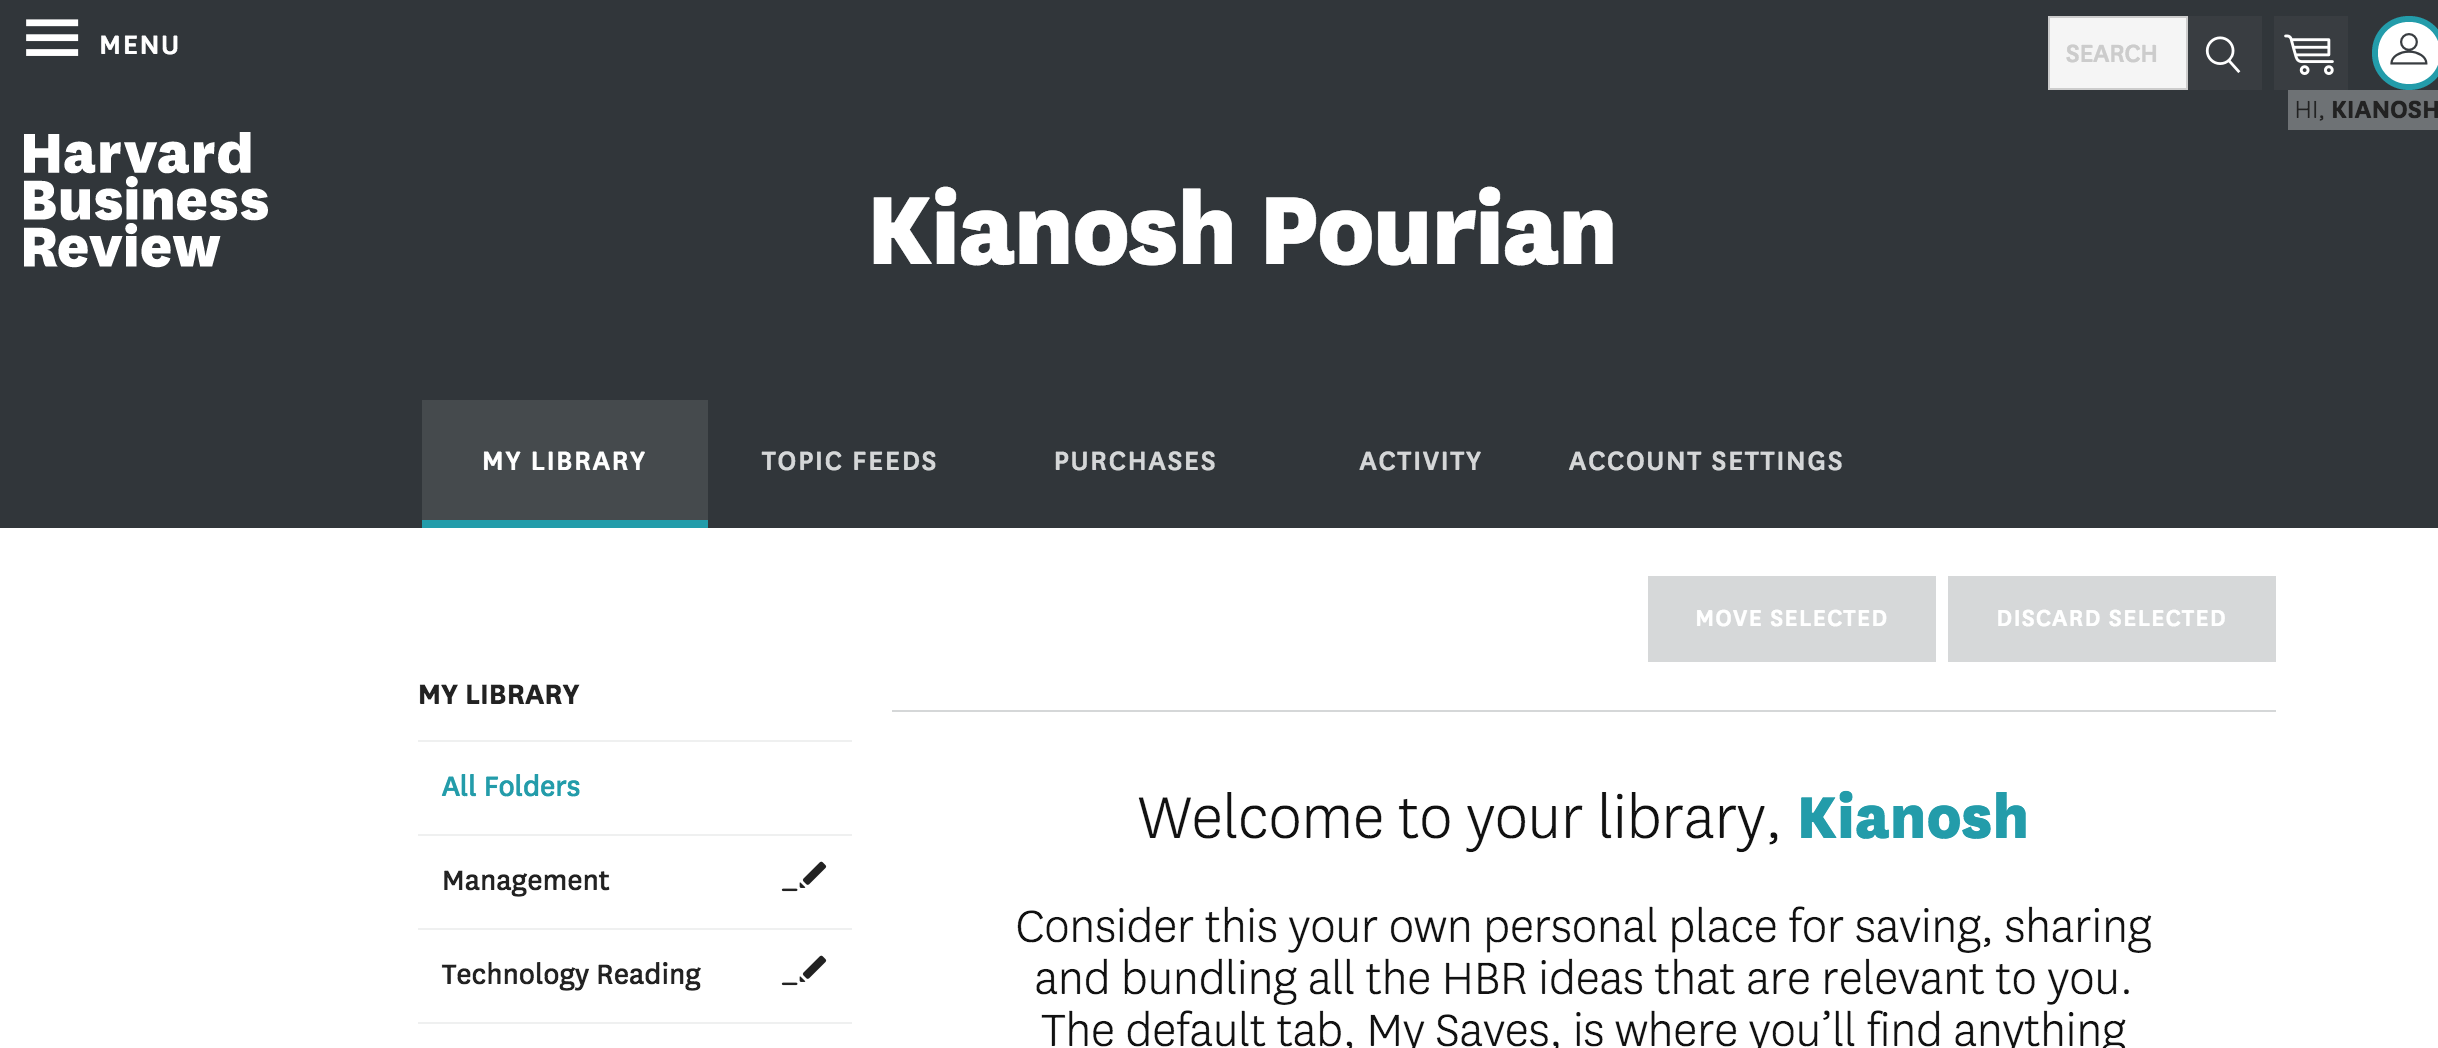 MENU
SEARCH
HI, KIANOSH
Harvard
Business
Review
Kianosh Pourian
MY LIBRARY
TOPIC FEEDS
PURCHASES
ACTIVITY
ACCOUNT SETTINGS
MOVE SELECTED
DISCARD SELECTED
MY LIBRARY
All Folders
Management
Technology Reading
Welcome to your library, Kianosh
Consider this your own personal place for saving, sharing
and bundling all the HBR ideas that are relevant to you.
The default tab, My Saves, is where you’ll find anything